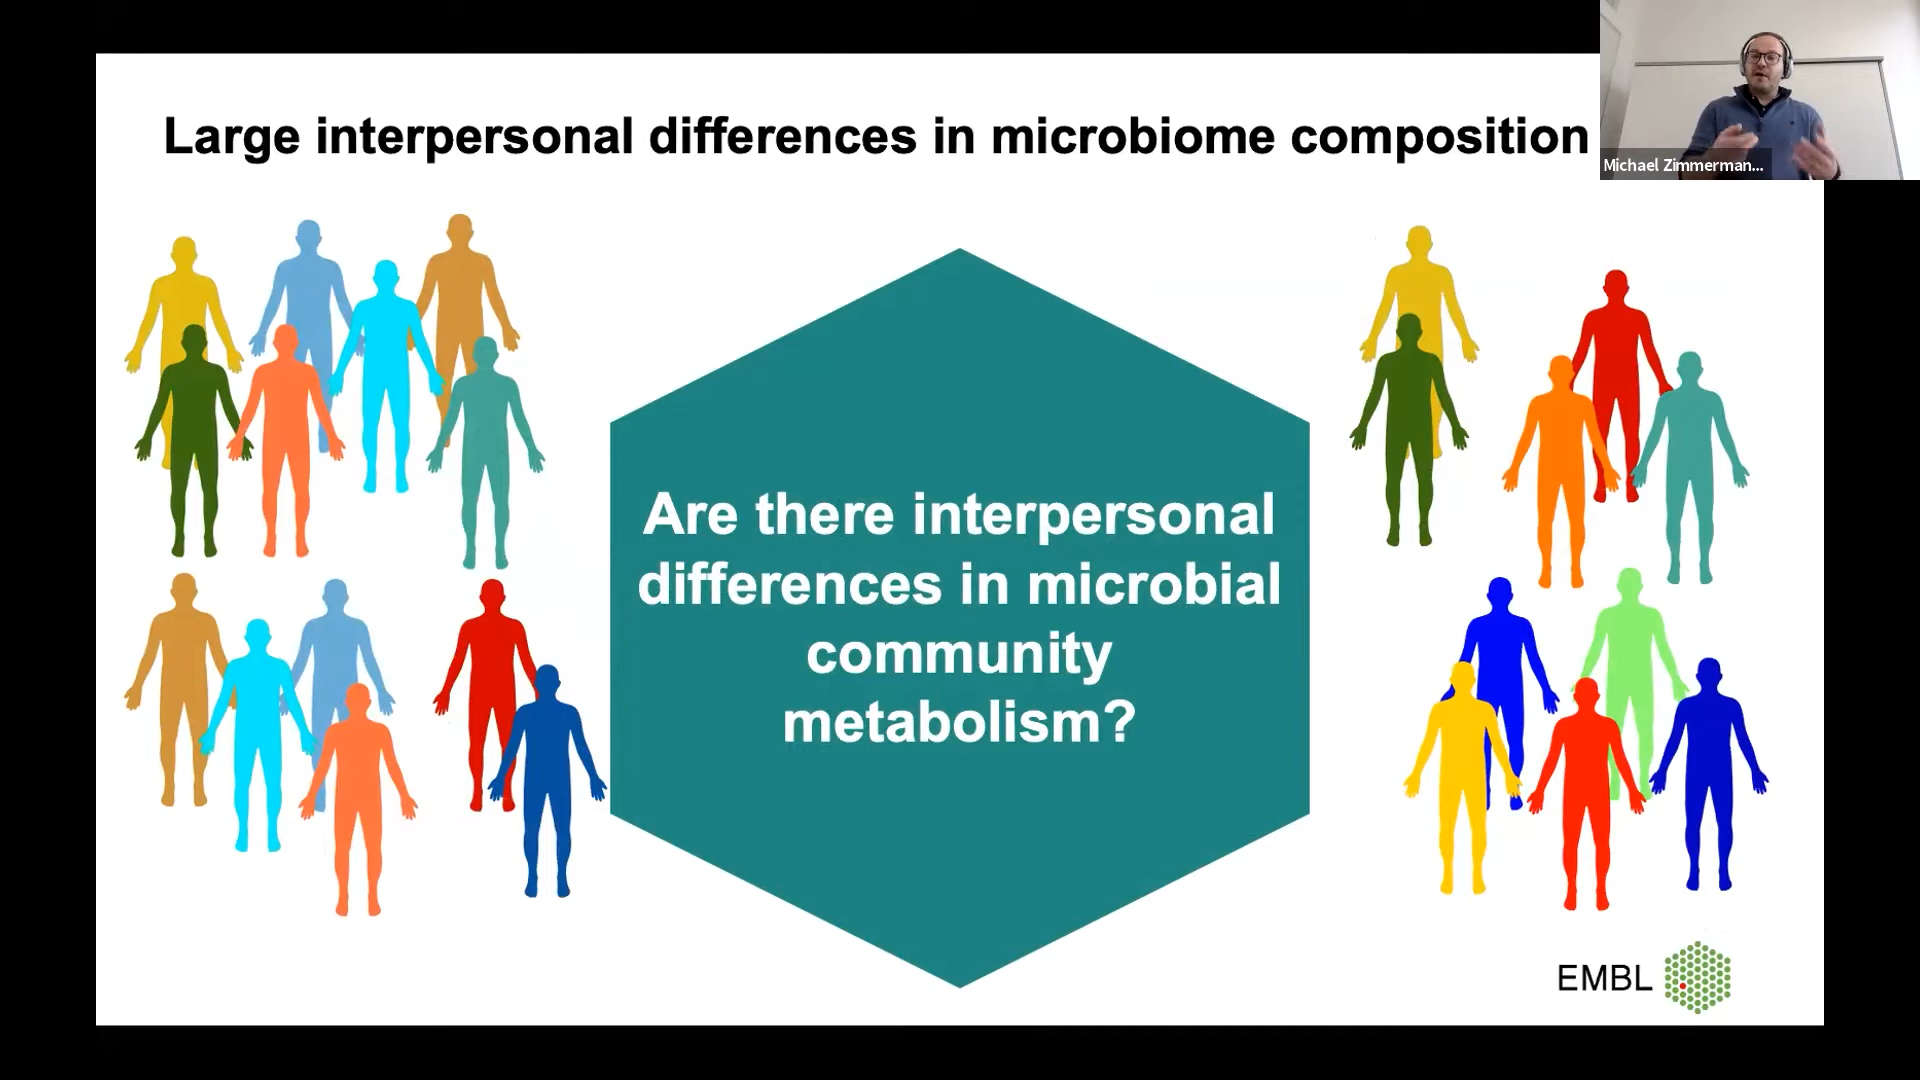 Large interpersonal differences in microbiome composition
Michael Zimmerman...
Are there interpersonal
differences in microbial
community
metabolism?
EMBL